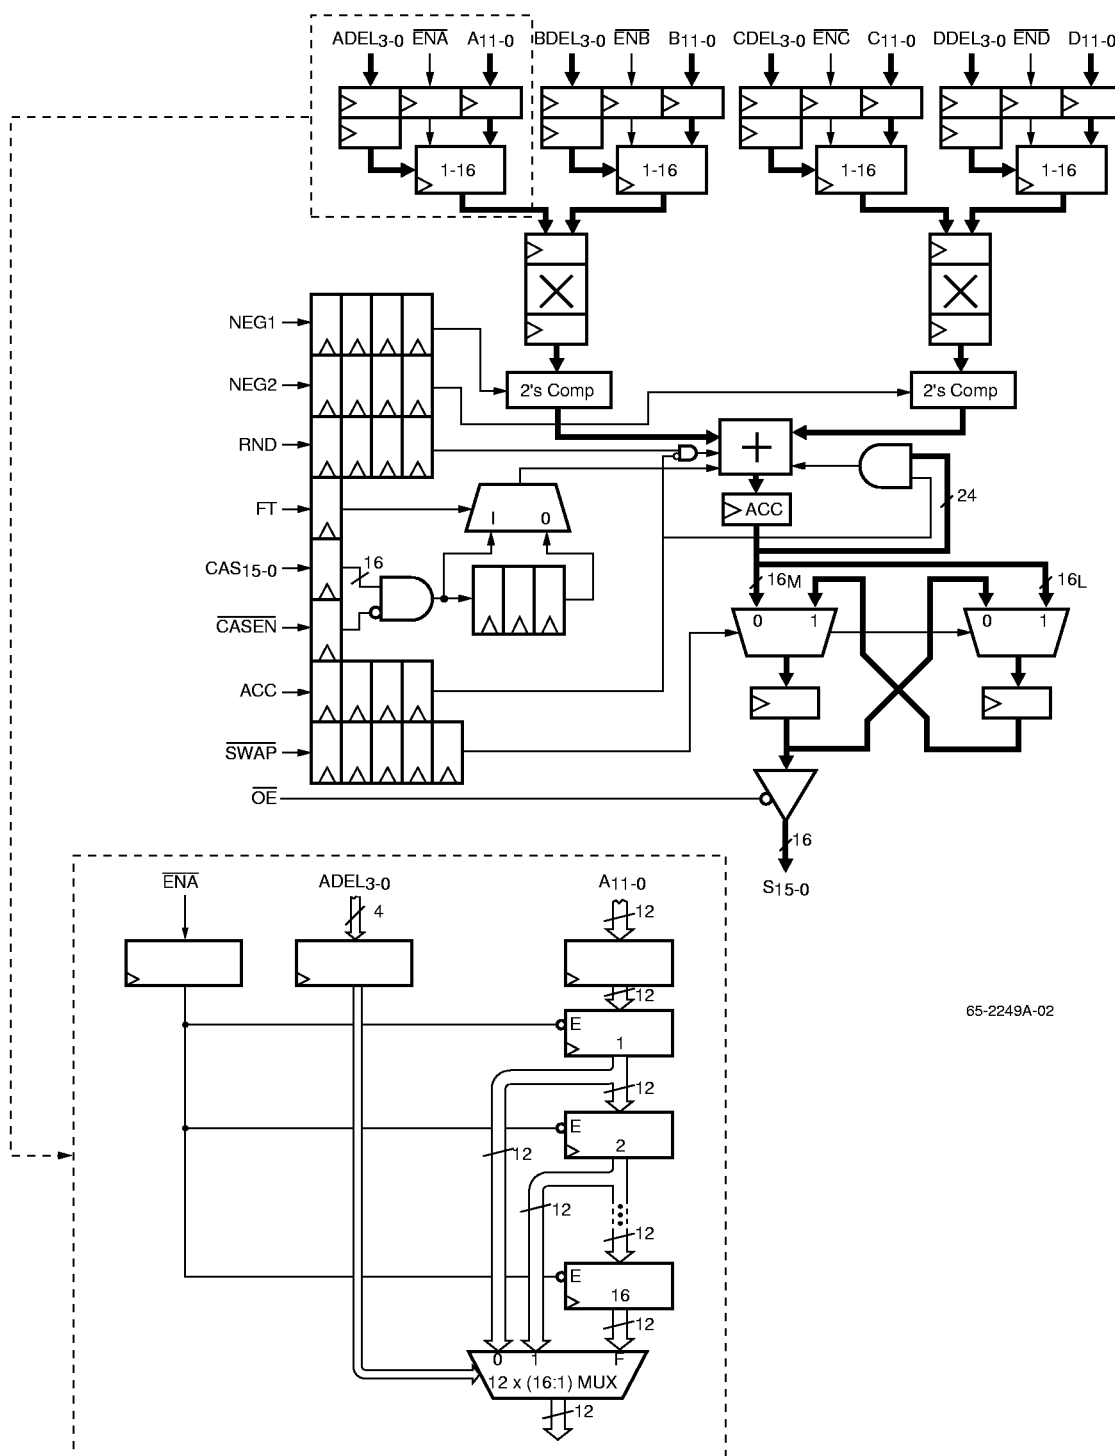 ADEL3-0 ENA A11-0 BDEL3-0 ENB B11-0 CDEL3-0 ENC C11-0 DDEL3-0 END D11-0
1-16 1-16 1-16 1-16
NEG1
NEG2
2's Comp 2's Comp
RND
+
FT
I 0
ACC
24
CAS15-0
16
16M 16L
CASEN
0 1 0 1
ACC
SWAP
OE
16
S15-0
ENA ADEL3-0 A11-0
4 12
12
E
1
12
E
2
12
12
12
E
16
12
0 1 F
12 x (16:1) MUX
12
65-2249A-02